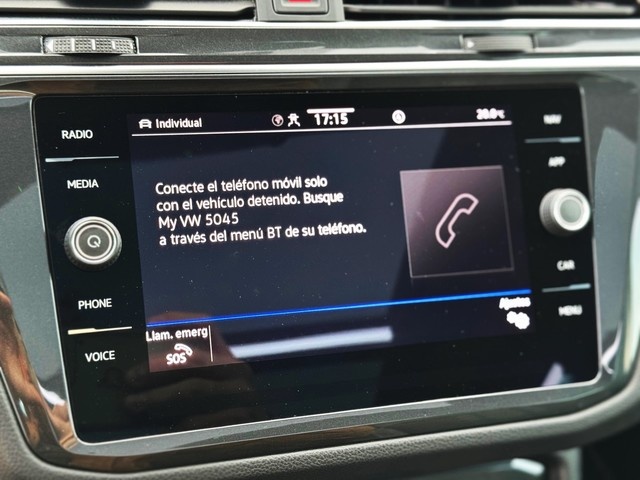 RADIO
MEDIA
PHONE
VOICE
Individual
17:15
20.0°C
Conecte el teléfono móvil solo
con el vehículo detenido. Busque
My VW 5045
a través del menú BT de su teléfono.
Ajustes
Llam. emerg
SOS
NAV
APP
CAR
MENU